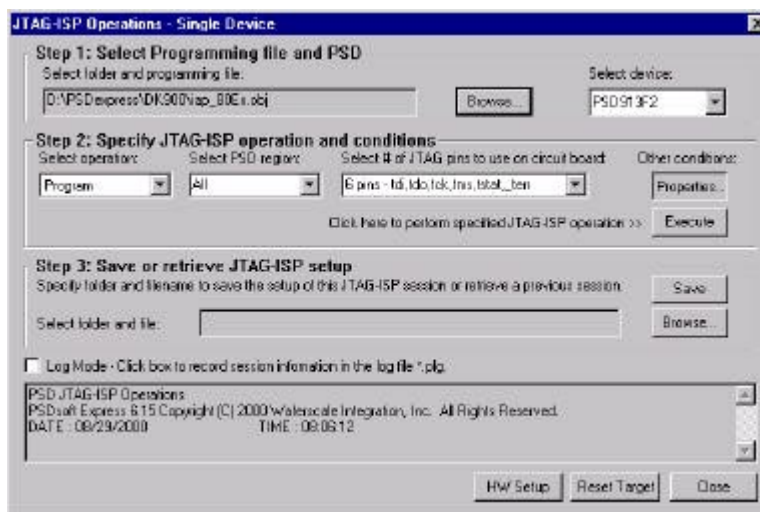 JTAG-ISP Operations - Single Device
Step 1: Select Programming file and PSD
Select folder and programming file:
Select device:
Browse...
PSD913F2
Step 2: Specify JTAG-ISP operation and conditions
Select operation:
Select PSD region:
Select # of JTAG pins to use on circuit board:
Other conditions:
Program
All
6 pins - tdi,tdo,tck,tms,tstat,_terr
Properties...
Click here to perform specified JTAG-ISP operation >>
Execute
Step 3: Save or retrieve JTAG-ISP setup
Specify folder and filename to save the setup of this JTAG-ISP session or retrieve a previous session.
Save
Select folder and file:
Browse...
Log Mode - Click box to record session information in the log file *.plg.
PSD JTAG-ISP Operations
PSDsoft Express 6.15 Copyright (C) 2000 Waferscale Integration, Inc. All Rights Reserved.
DATE : 08/29/2000 TIME : 08:06:12
HW Setup
Reset Target
Close